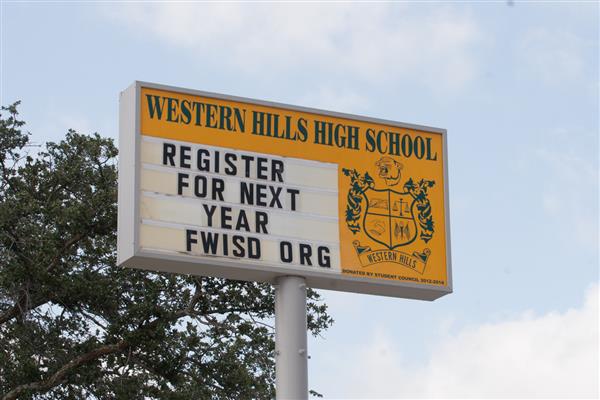 WESTERN HILLS HIGH SCHOOL
REGISTER
FOR NEXT
YEAR
FWISD ORG
WESTERN HILLS
DONATED BY STUDENT COUNCIL 2012-2014